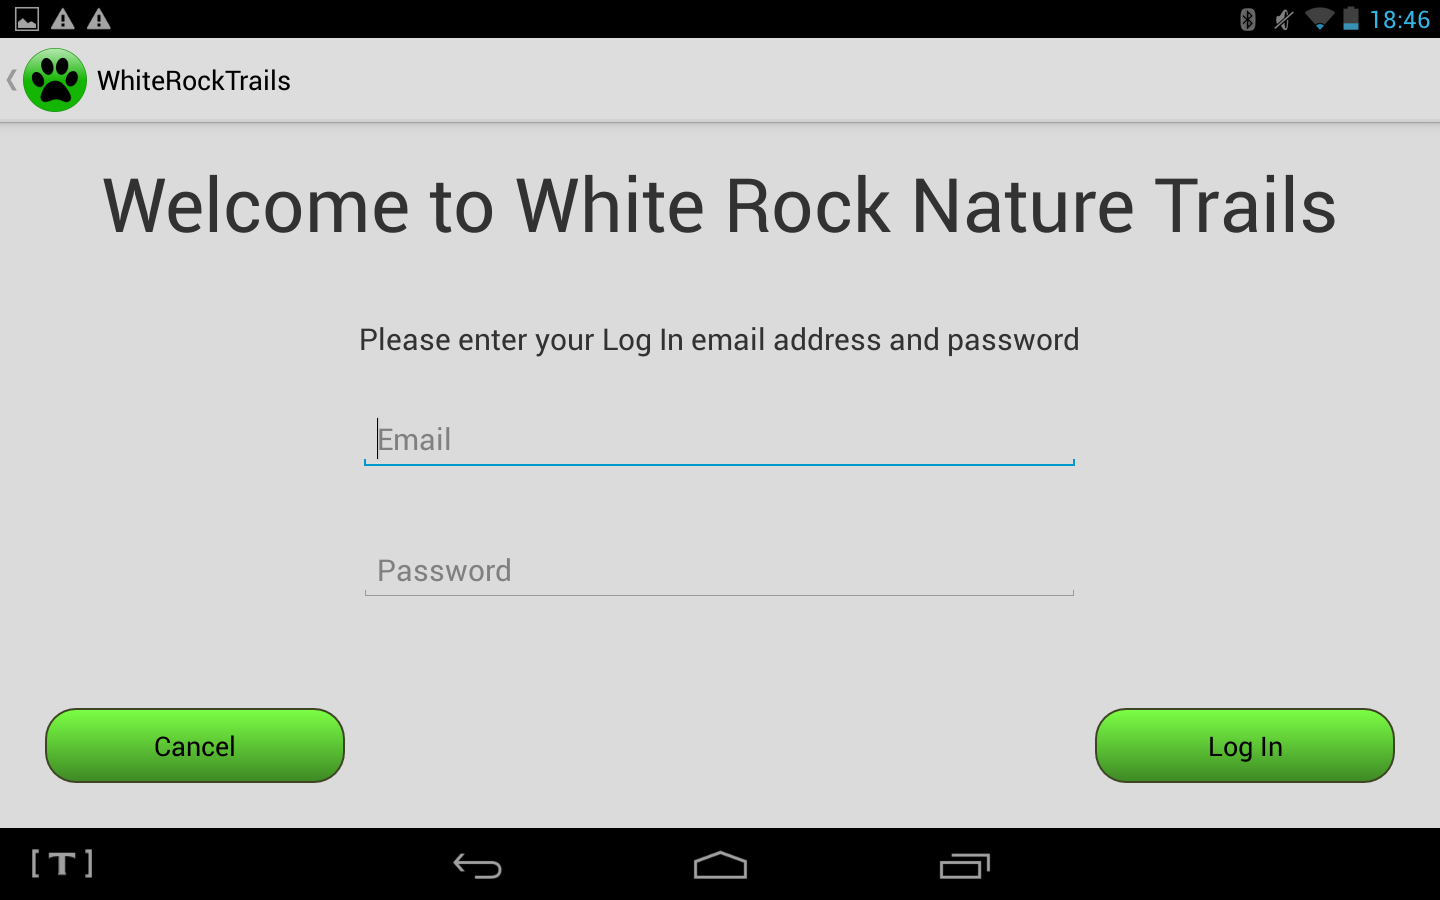 18:46
WhiteRockTrails
Welcome to White Rock Nature Trails
Please enter your Log In email address and password
Email
Password
Cancel
Log In
[T]